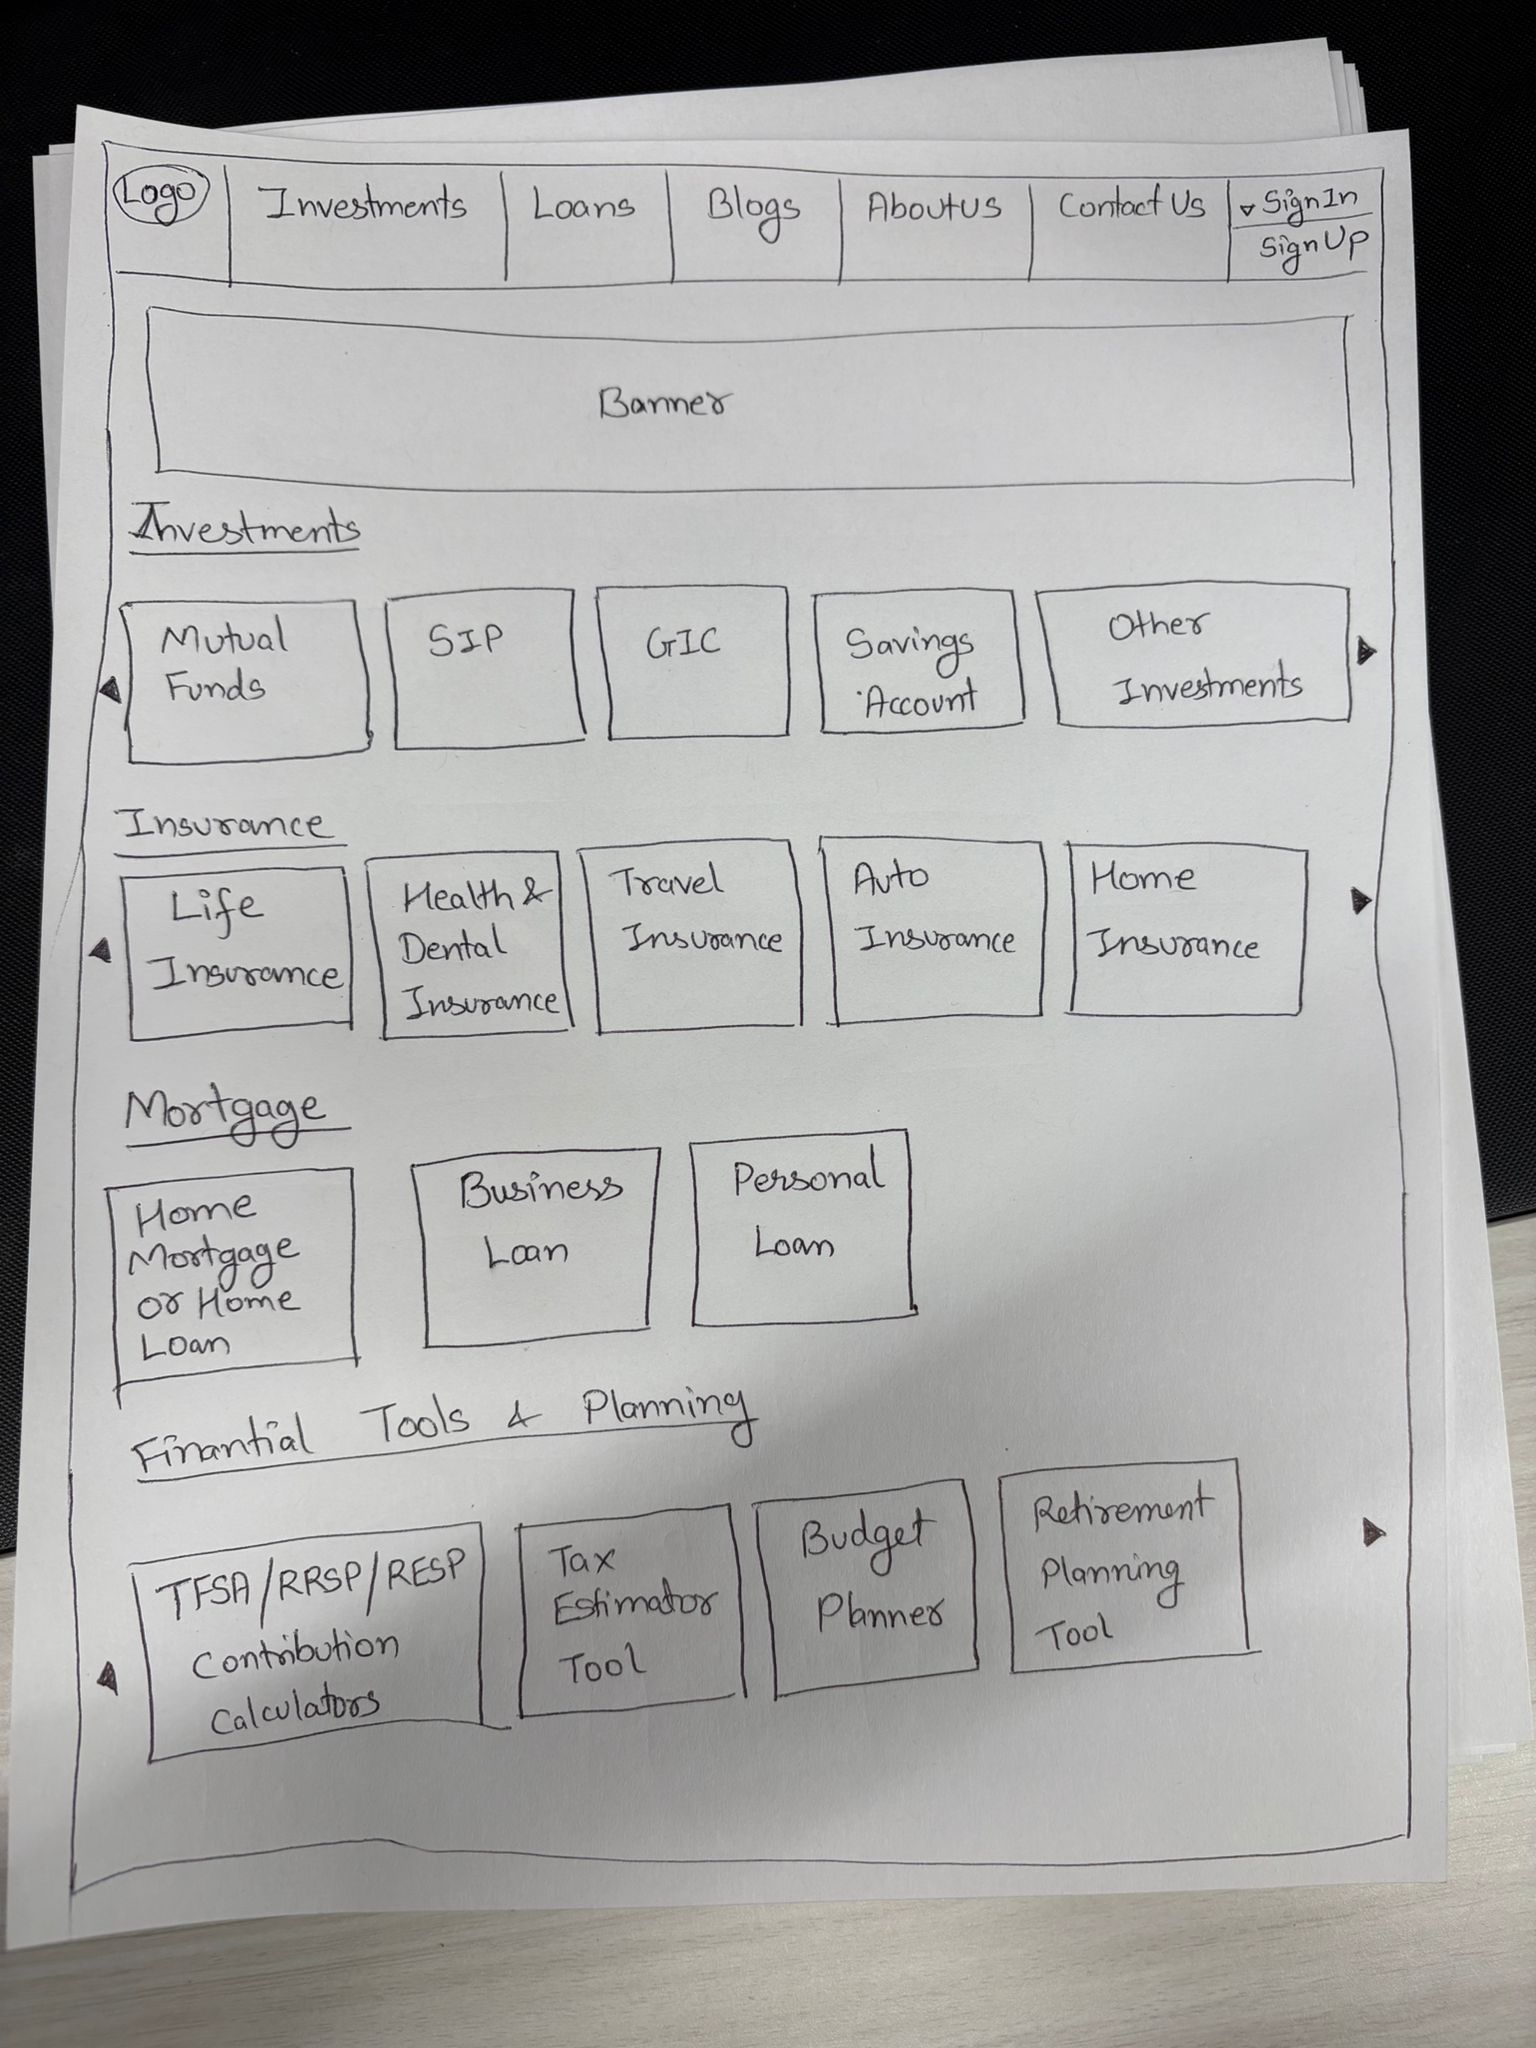 Logo
Investments
Loans
Blogs
About us
Contact Us
Sign In
Sign Up
Banner
Investments
Mutual
Funds
SIP
GIC
Savings
Account
Other
Investments
Insurance
Life
Insurance
Health &
Dental
Insurance
Travel
Insurance
Auto
Insurance
Home
Insurance
Mortgage
Home
Mortgage
or Home
Loan
Business
Loan
Personal
Loan
Finantial Tools & Planning
TFSA/RRSP/RESP
Contribution
Calculators
Tax
Estimator
Tool
Budget
Planner
Retirement
Planning
Tool